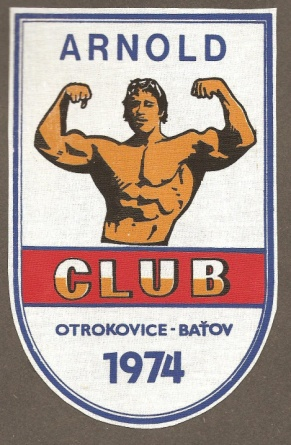 ARNOLD
CLUB
OTROKOVICE - BAŤOV
1974